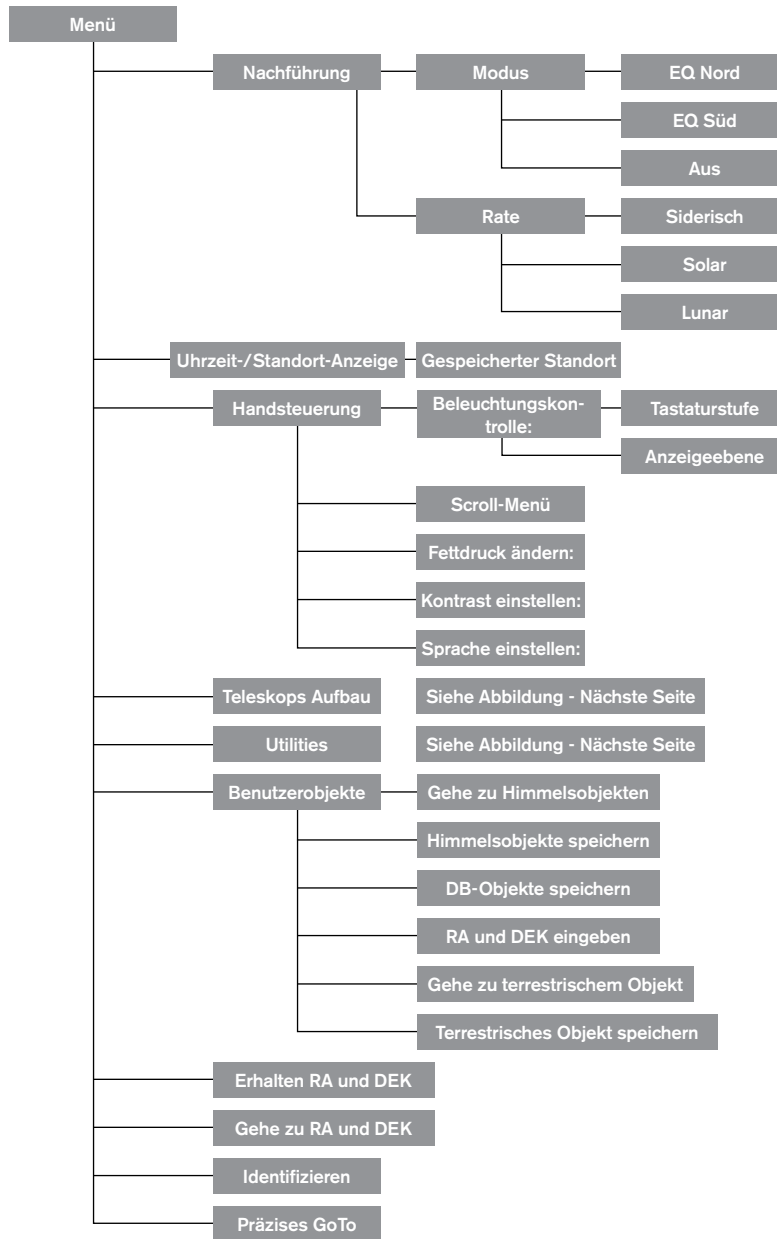 Menü
Nachführung
Modus
EQ Nord
EQ Süd
Aus
Rate
Siderisch
Solar
Lunar
Uhrzeit-/Standort-Anzeige
Gespeicherter Standort
Handsteuerung
Beleuchtungskon-
trolle:
Tastaturstufe
Anzeigeebene
Scroll-Menü
Fettdruck ändern:
Kontrast einstellen:
Sprache einstellen:
Teleskops Aufbau
Siehe Abbildung - Nächste Seite
Utilities
Siehe Abbildung - Nächste Seite
Benutzerobjekte
Gehe zu Himmelsobjekten
Himmelsobjekte speichern
DB-Objekte speichern
RA und DEK eingeben
Gehe zu terrestrischem Objekt
Terrestrisches Objekt speichern
Erhalten RA und DEK
Gehe zu RA und DEK
Identifizieren
Präzises GoTo